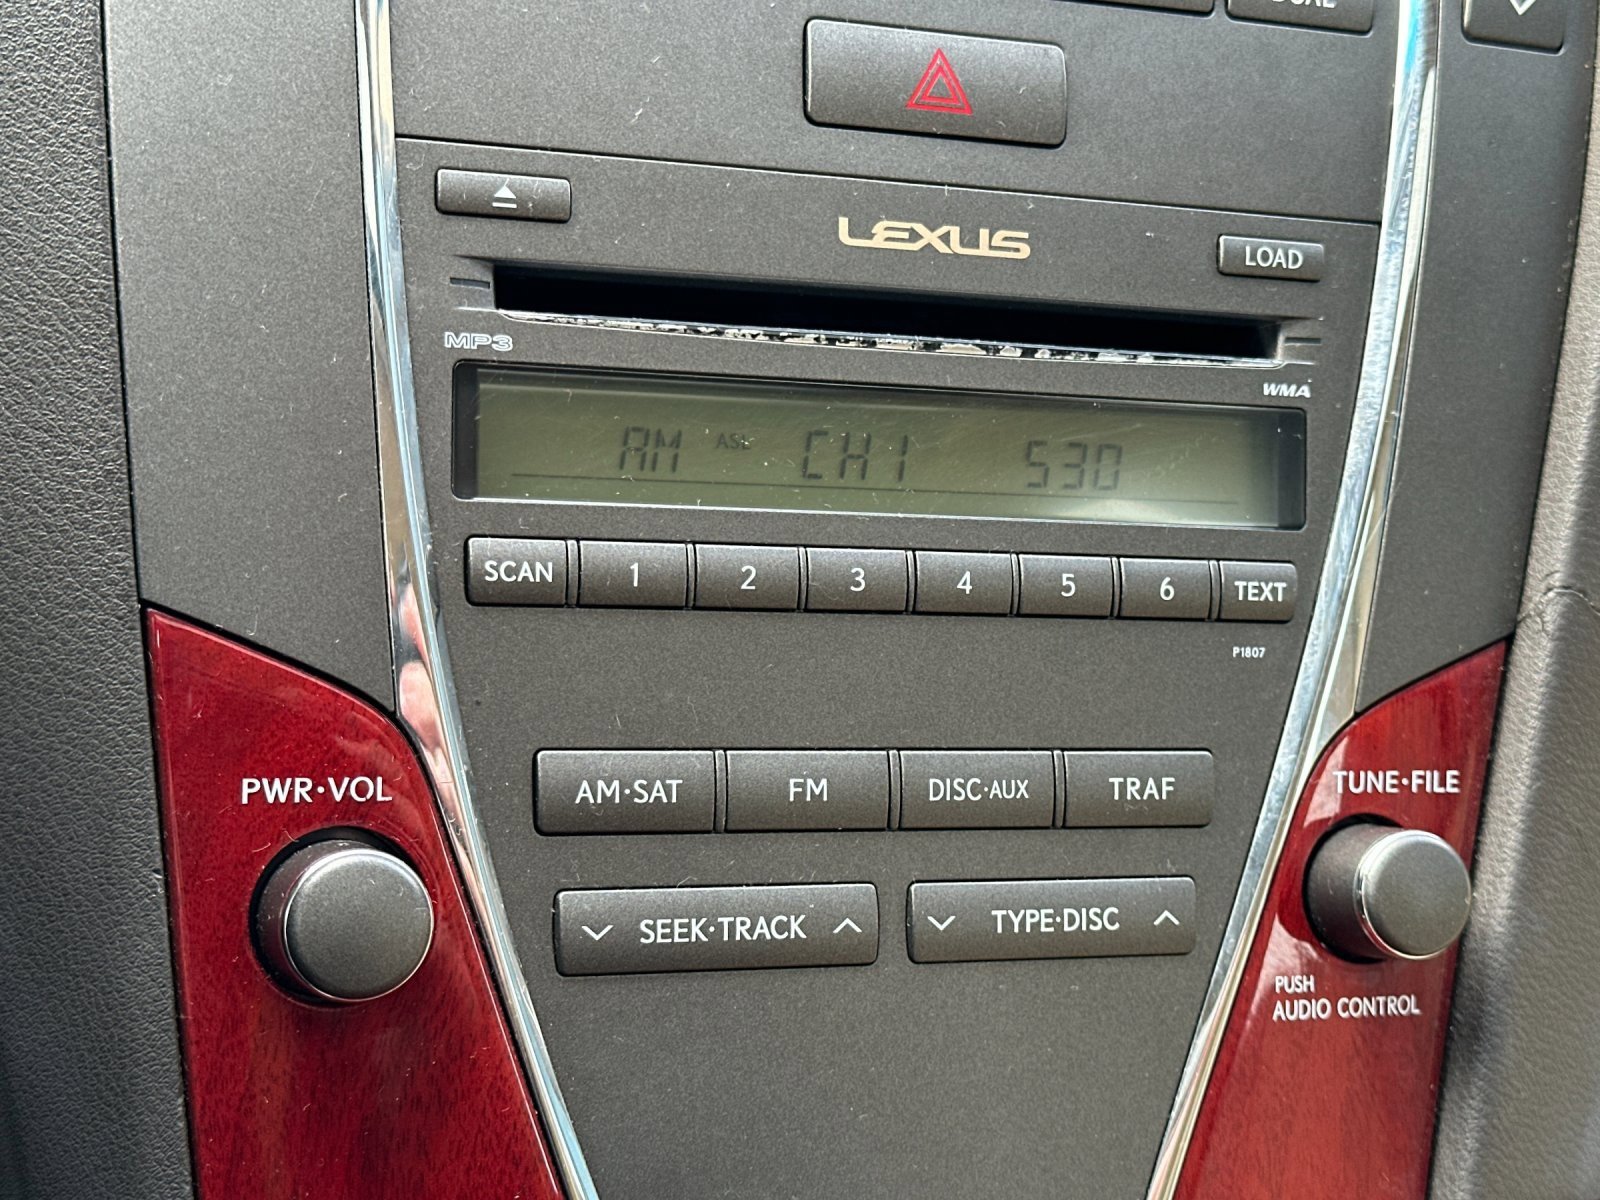 DUAL
LEXUS
LOAD
MP3
WMA
AM ASL CH1 530
SCAN 1 2 3 4 5 6 TEXT
P1807
PWR·VOL
TUNE·FILE
AM·SAT FM DISC·AUX TRAF
SEEK·TRACK TYPE·DISC
PUSH
AUDIO CONTROL